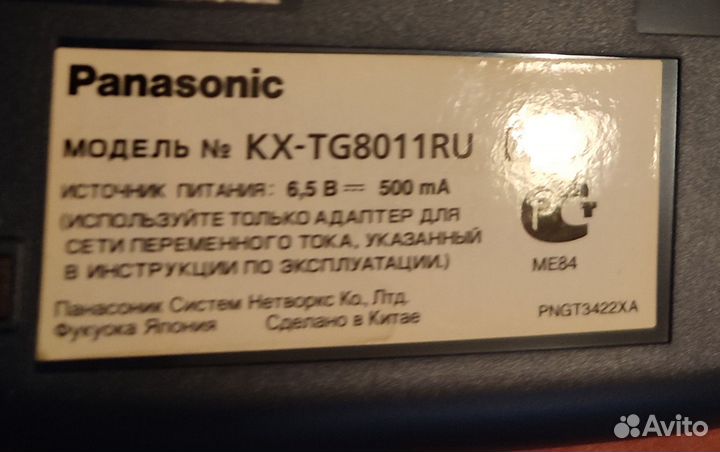 Panasonic
МОДЕЛЬ № KX-TG8011RU
ИСТОЧНИК ПИТАНИЯ: 6,5 В ⎓ 500 mA
(ИСПОЛЬЗУЙТЕ ТОЛЬКО АДАПТЕР ДЛЯ
СЕТИ ПЕРЕМЕННОГО ТОКА, УКАЗАННЫЙ
В ИНСТРУКЦИИ ПО ЭКСПЛУАТАЦИИ.)
Панасоник Систем Нетворкс Ко., Лтд.
Фукуока Япония Сделано в Китае
ME84
PNGT3422XA
Avito